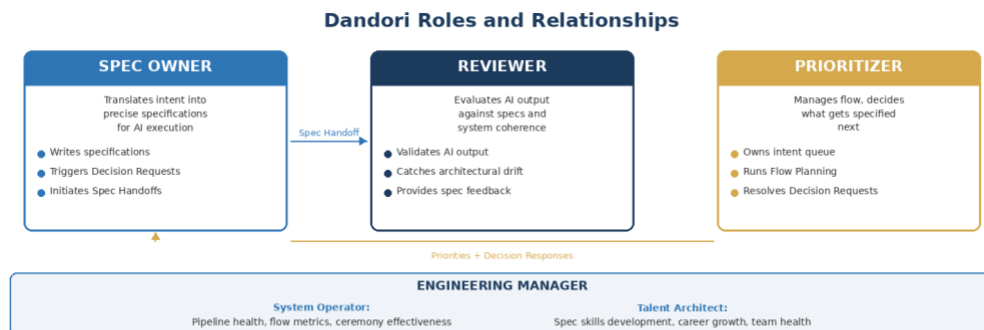 Dandori Roles and Relationships
SPEC OWNER
Translates intent into
precise specifications
for AI execution
Writes specifications
Triggers Decision Requests
Initiates Spec Handoffs
Spec Handoff
REVIEWER
Evaluates AI output
against specs and
system coherence
Validates AI output
Catches architectural drift
Provides spec feedback
PRIORITIZER
Manages flow, decides
what gets specified
next
Owns intent queue
Runs Flow Planning
Resolves Decision Requests
Priorities + Decision Responses
ENGINEERING MANAGER
System Operator:
Pipeline health, flow metrics, ceremony effectiveness
Talent Architect:
Spec skills development, career growth, team health